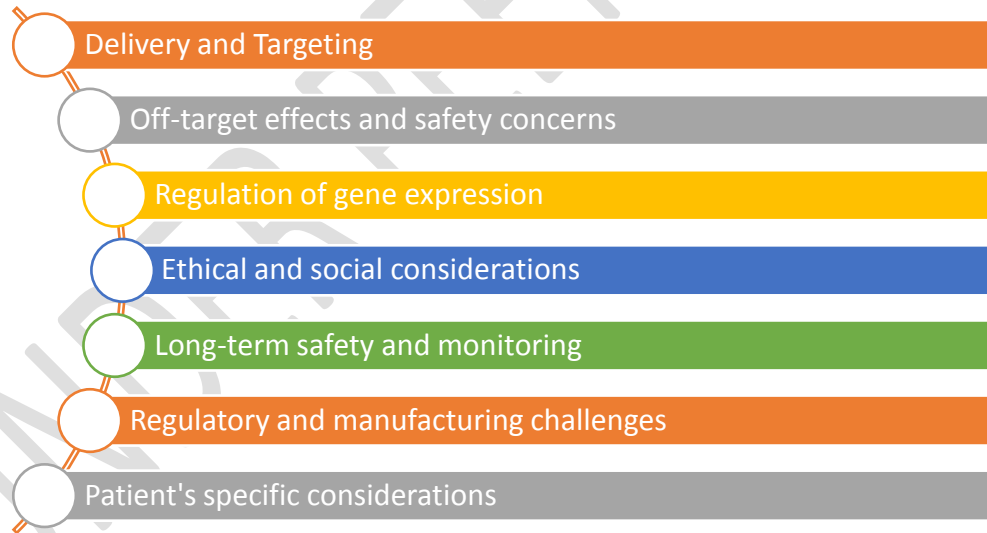 Delivery and Targeting
Off-target effects and safety concerns
Regulation of gene expression
Ethical and social considerations
Long-term safety and monitoring
Regulatory and manufacturing challenges
Patient's specific considerations